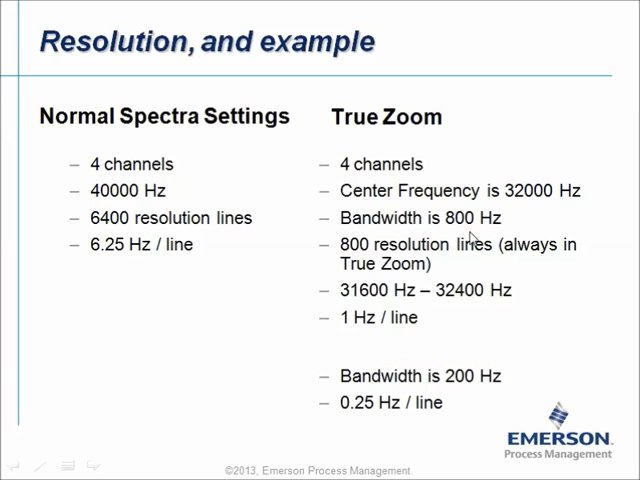 Resolution, and example
Normal Spectra Settings
– 4 channels
– 40000 Hz
– 6400 resolution lines
– 6.25 Hz / line
True Zoom
– 4 channels
– Center Frequency is 32000 Hz
– Bandwidth is 800 Hz
– 800 resolution lines (always in
True Zoom)
– 31600 Hz – 32400 Hz
– 1 Hz / line
– Bandwidth is 200 Hz
– 0.25 Hz / line
EMERSON
Process Management
©2013, Emerson Process Management.